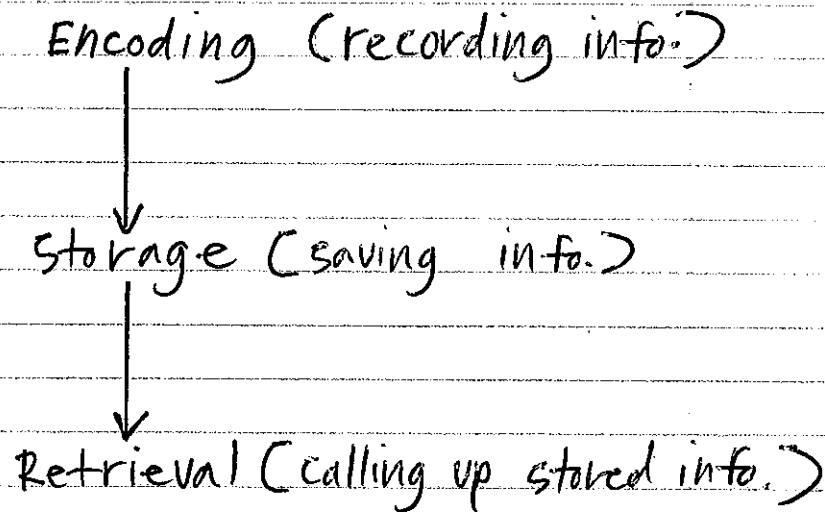 Encoding (recording info.)
Storage (saving info.)
Retrieval (calling up stored info.)